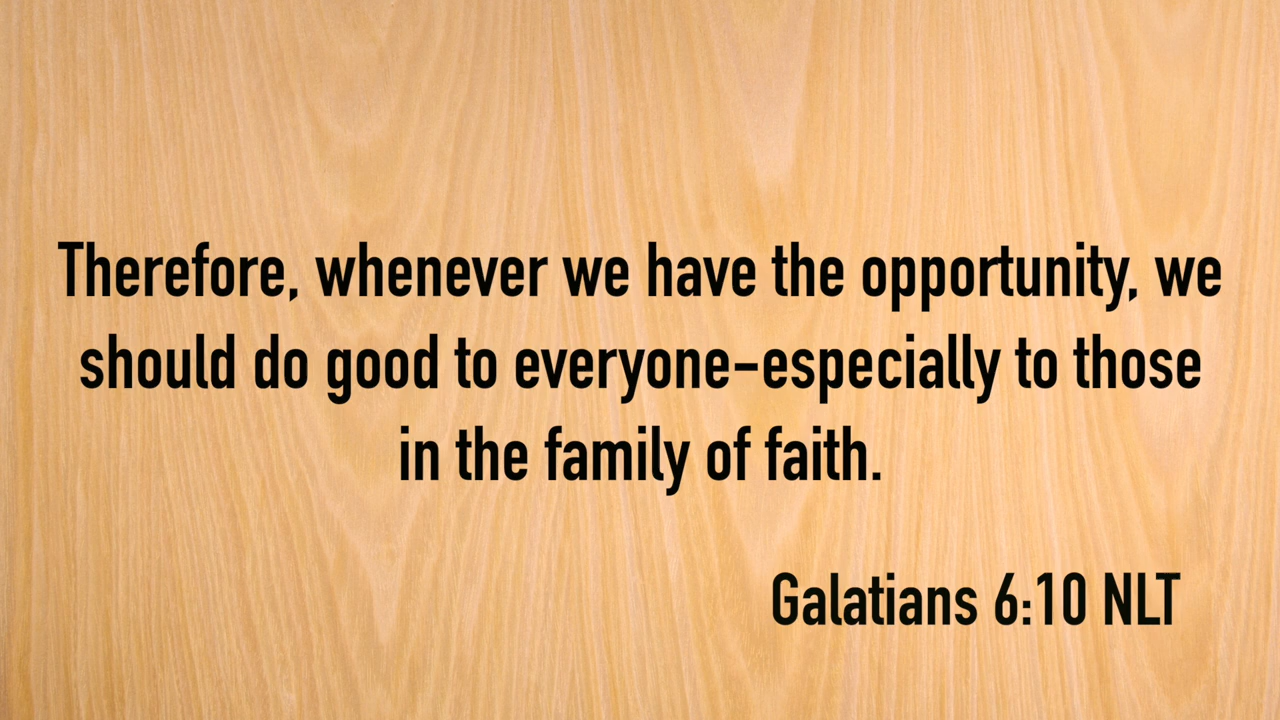 Therefore, whenever we have the opportunity, we
should do good to everyone-especially to those
in the family of faith.
Galatians 6:10 NLT